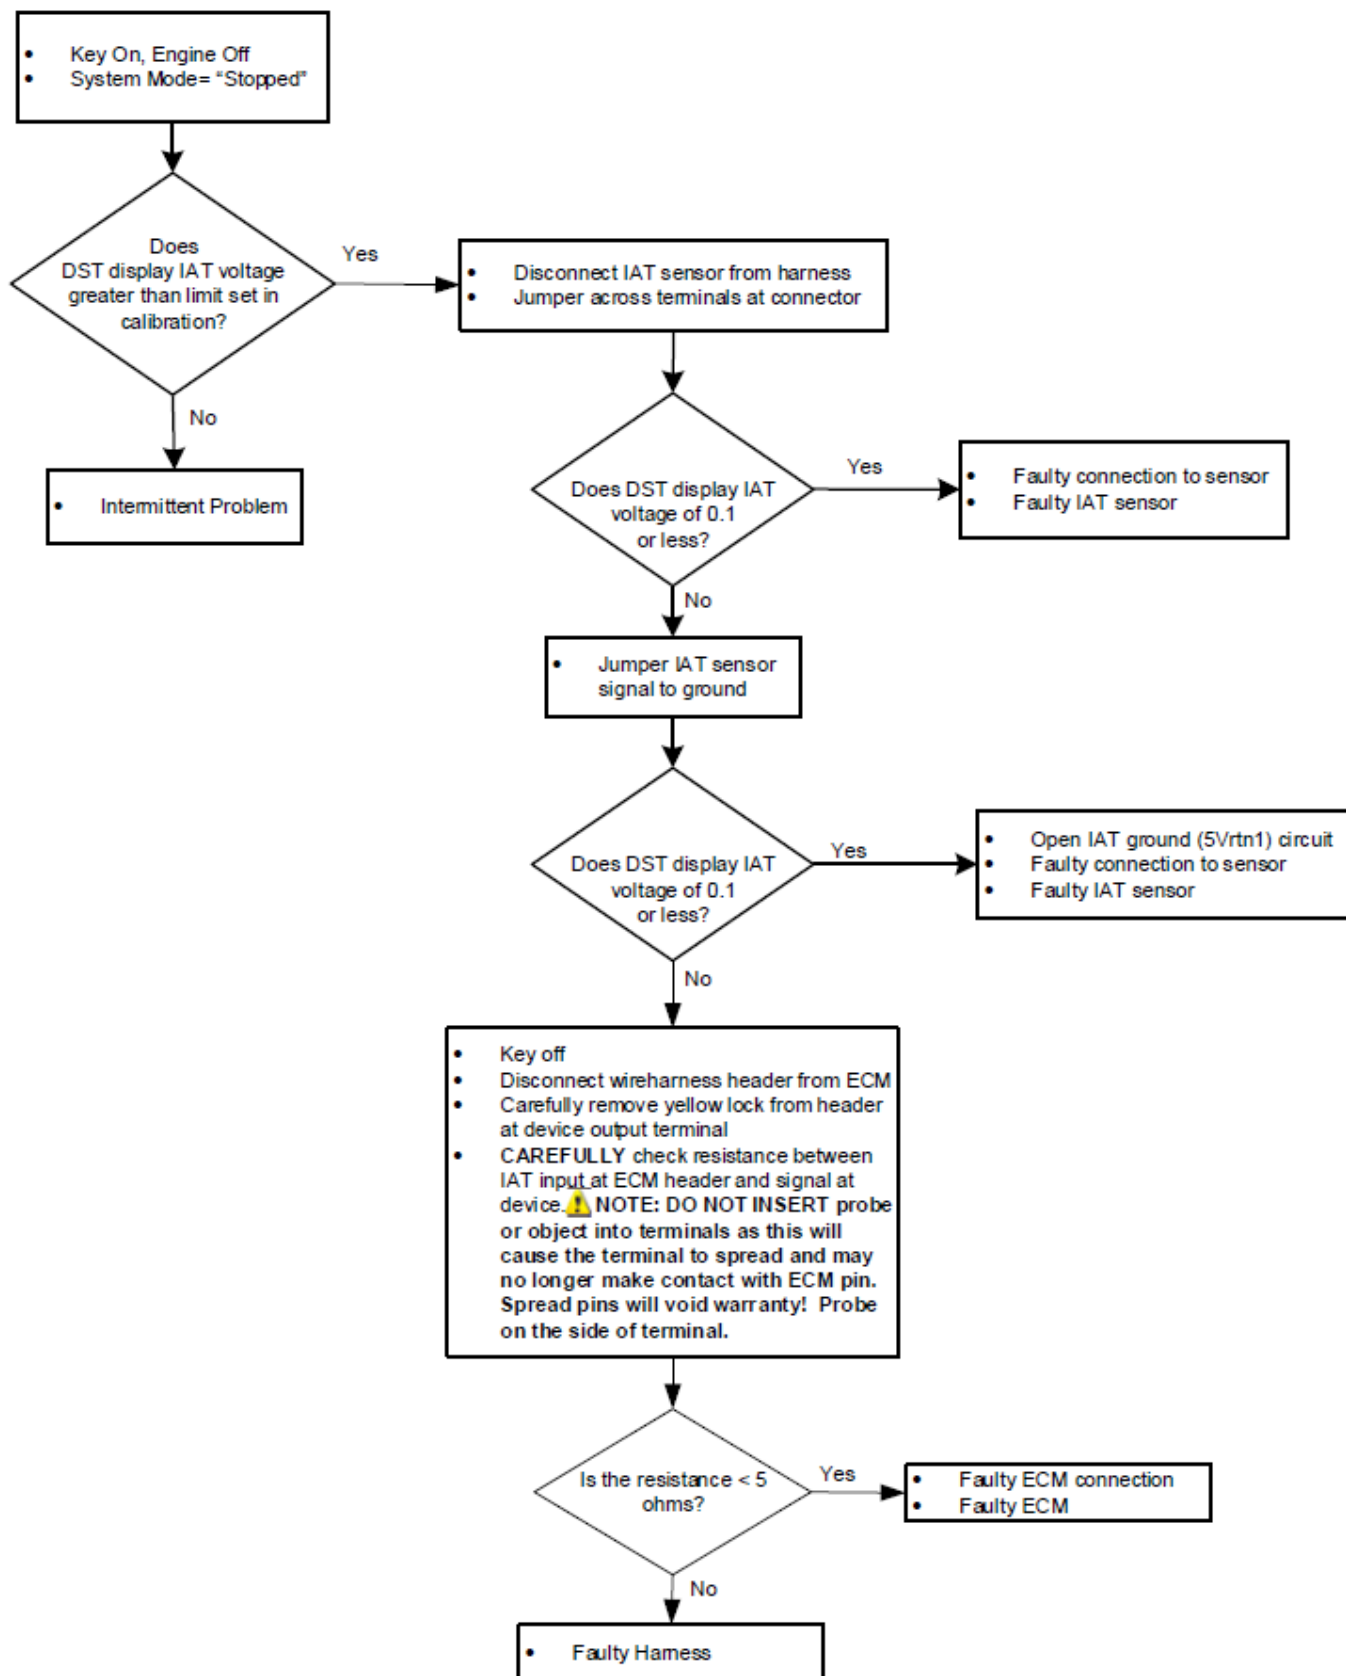 • Key On, Engine Off
• System Mode= “Stopped”
Does
DST display IAT voltage
greater than limit set in
calibration?
Yes
• Disconnect IAT sensor from harness
• Jumper across terminals at connector
No
• Intermittent Problem
Does DST display IAT
voltage of 0.1
or less?
Yes
• Faulty connection to sensor
• Faulty IAT sensor
No
• Jumper IAT sensor
signal to ground
Does DST display IAT
voltage of 0.1
or less?
Yes
• Open IAT ground (5Vrtn1) circuit
• Faulty connection to sensor
• Faulty IAT sensor
No
• Key off
• Disconnect wireharness header from ECM
• Carefully remove yellow lock from header
at device output terminal
• CAREFULLY check resistance between
IAT input at ECM header and signal at
device. NOTE: DO NOT INSERT probe
or object into terminals as this will
cause the terminal to spread and may
no longer make contact with ECM pin.
Spread pins will void warranty! Probe
on the side of terminal.
Is the resistance < 5
ohms?
Yes
• Faulty ECM connection
• Faulty ECM
No
• Faulty Harness